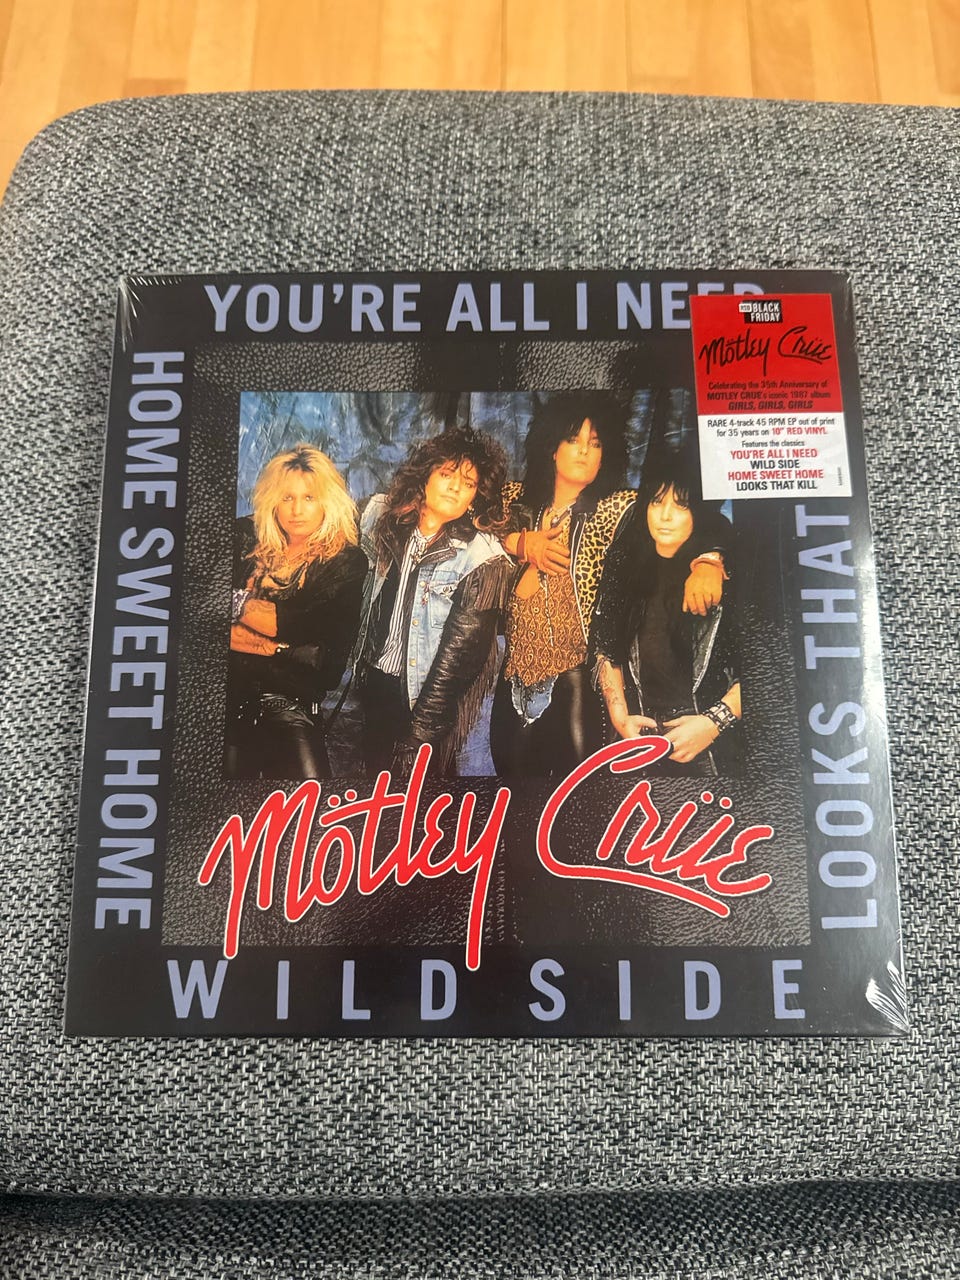 YOU'RE ALL I NEED
HOME SWEET HOME
LOOKS THAT
WILD SIDE
Mötley Crüe
RSD BLACK
FRIDAY
Mötley Crüe
Celebrating the 35th Anniversary of
MOTLEY CRUE's iconic 1987 album
GIRLS, GIRLS, GIRLS
RARE 4-track 45 RPM EP out of print
for 35 years on 10" RED VINYL
Features the classics
YOU'RE ALL I NEED
WILD SIDE
HOME SWEET HOME
LOOKS THAT KILL